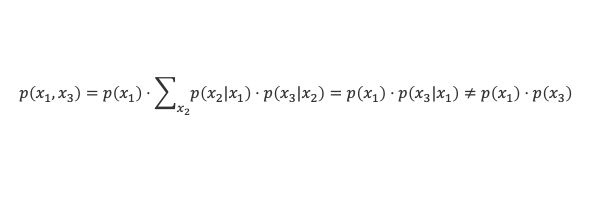 p(x₁, x₃) = p(x₁) · ∑ₓ₂ p(x₂|x₁) · p(x₃|x₂) = p(x₁) · p(x₃|x₁) ≠ p(x₁) · p(x₃)